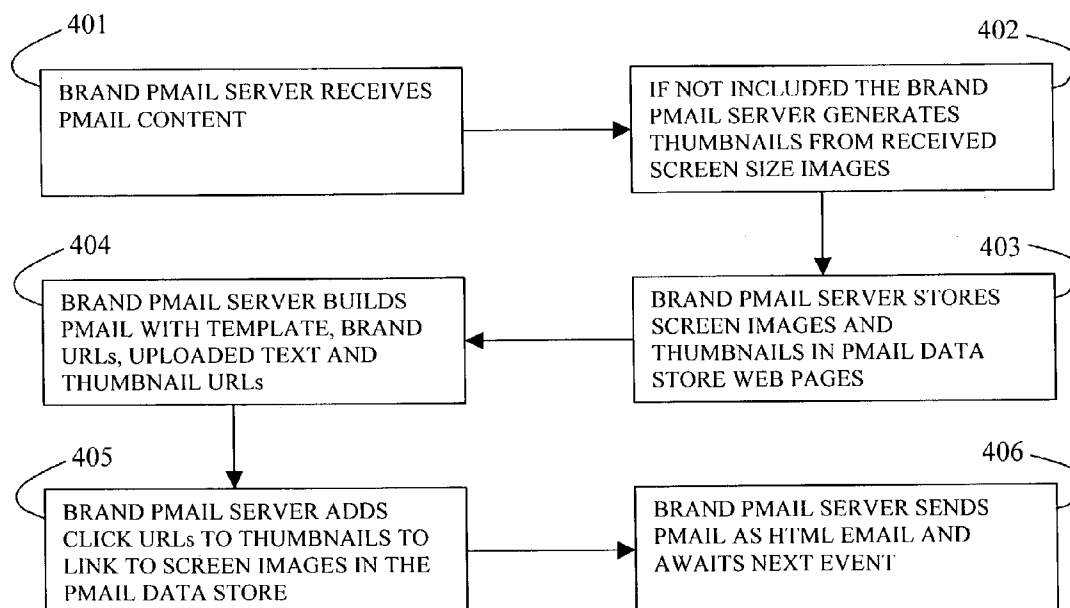 401
BRAND PMAIL SERVER RECEIVES
PMAIL CONTENT
402
IF NOT INCLUDED THE BRAND
PMAIL SERVER GENERATES
THUMBNAILS FROM RECEIVED
SCREEN SIZE IMAGES
403
BRAND PMAIL SERVER STORES
SCREEN IMAGES AND
THUMBNAILS IN PMAIL DATA
STORE WEB PAGES
404
BRAND PMAIL SERVER BUILDS
PMAIL WITH TEMPLATE, BRAND
URLs, UPLOADED TEXT AND
THUMBNAIL URLs
405
BRAND PMAIL SERVER ADDS
CLICK URLs TO THUMBNAILS TO
LINK TO SCREEN IMAGES IN THE
PMAIL DATA STORE
406
BRAND PMAIL SERVER SENDS
PMAIL AS HTML EMAIL AND
AWAITS NEXT EVENT